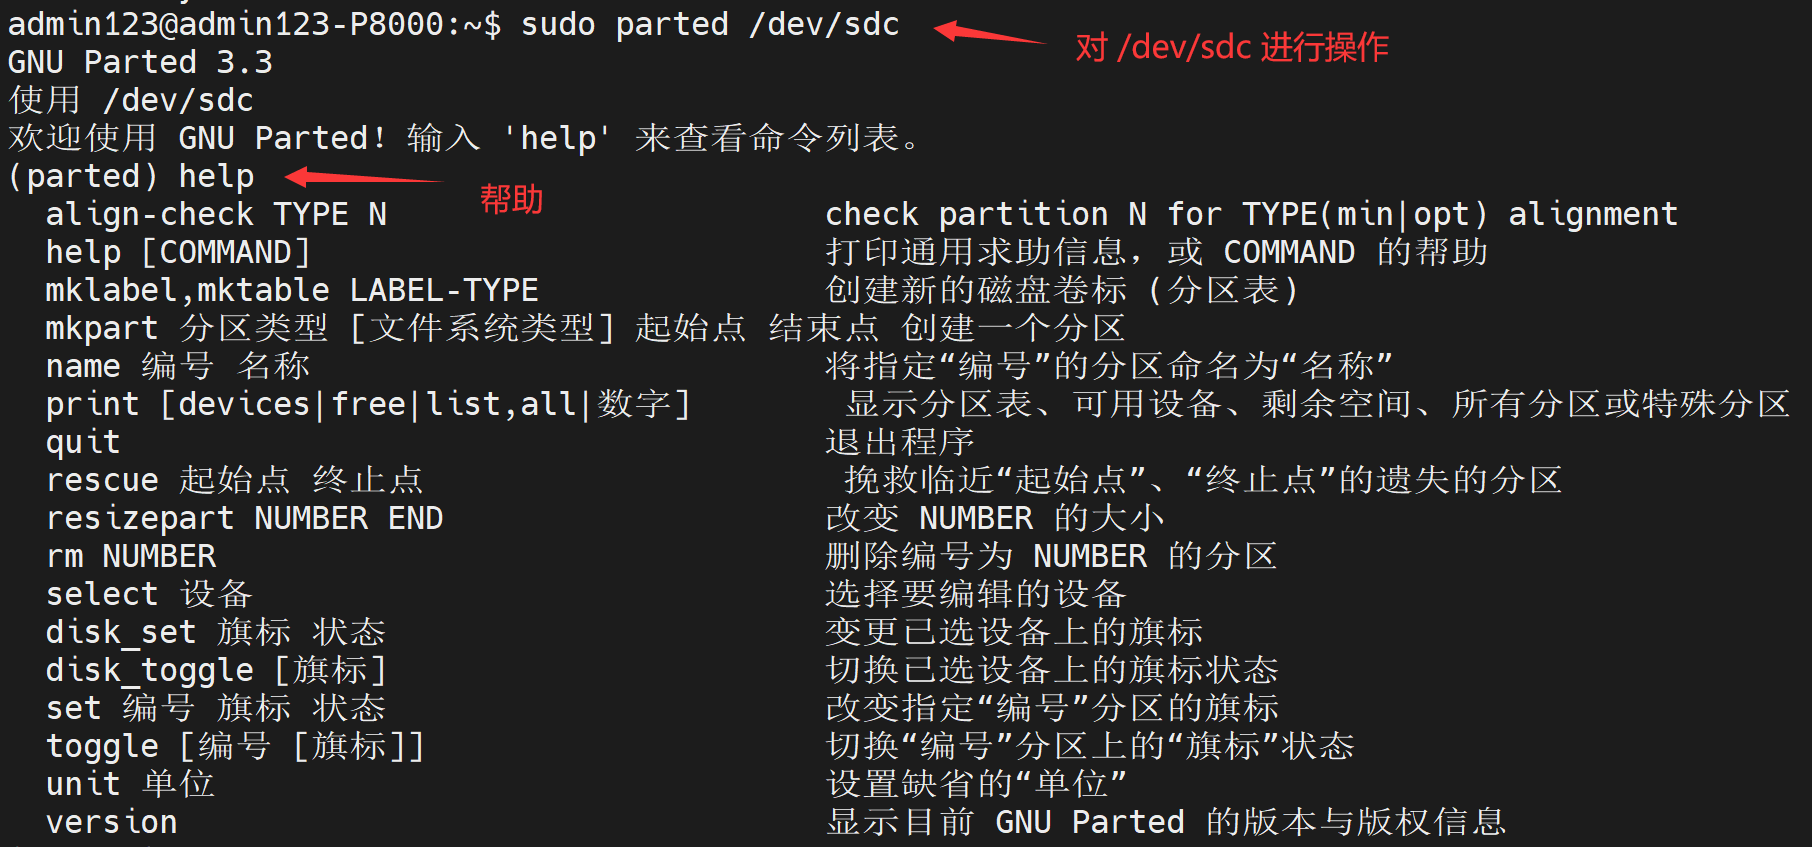 admin123@admin123-P8000:~$ sudo parted /dev/sdc
对 /dev/sdc 进行操作
GNU Parted 3.3
使用 /dev/sdc
欢迎使用 GNU Parted! 输入 'help' 来查看命令列表。
(parted) help
帮助
align-check TYPE N check partition N for TYPE(min|opt) alignment
help [COMMAND] 打印通用求助信息，或 COMMAND 的帮助
mklabel,mktable LABEL-TYPE 创建新的磁盘卷标 (分区表)
mkpart 分区类型 [文件系统类型] 起始点 结束点 创建一个分区
name 编号 名称 将指定“编号”的分区命名为“名称”
print [devices|free|list,all|数字] 显示分区表、可用设备、剩余空间、所有分区或特殊分区
quit 退出程序
rescue 起始点 终止点 挽救临近“起始点”、“终止点”的遗失的分区
resizepart NUMBER END 改变 NUMBER 的大小
rm NUMBER 删除编号为 NUMBER 的分区
select 设备 选择要编辑的设备
disk_set 旗标 状态 变更已选设备上的旗标
disk_toggle [旗标] 切换已选设备上的旗标状态
set 编号 旗标 状态 改变指定“编号”分区的旗标
toggle [编号 [旗标]] 切换“编号”分区上的“旗标”状态
unit 单位 设置缺省的“单位”
version 显示目前 GNU Parted 的版本与版权信息